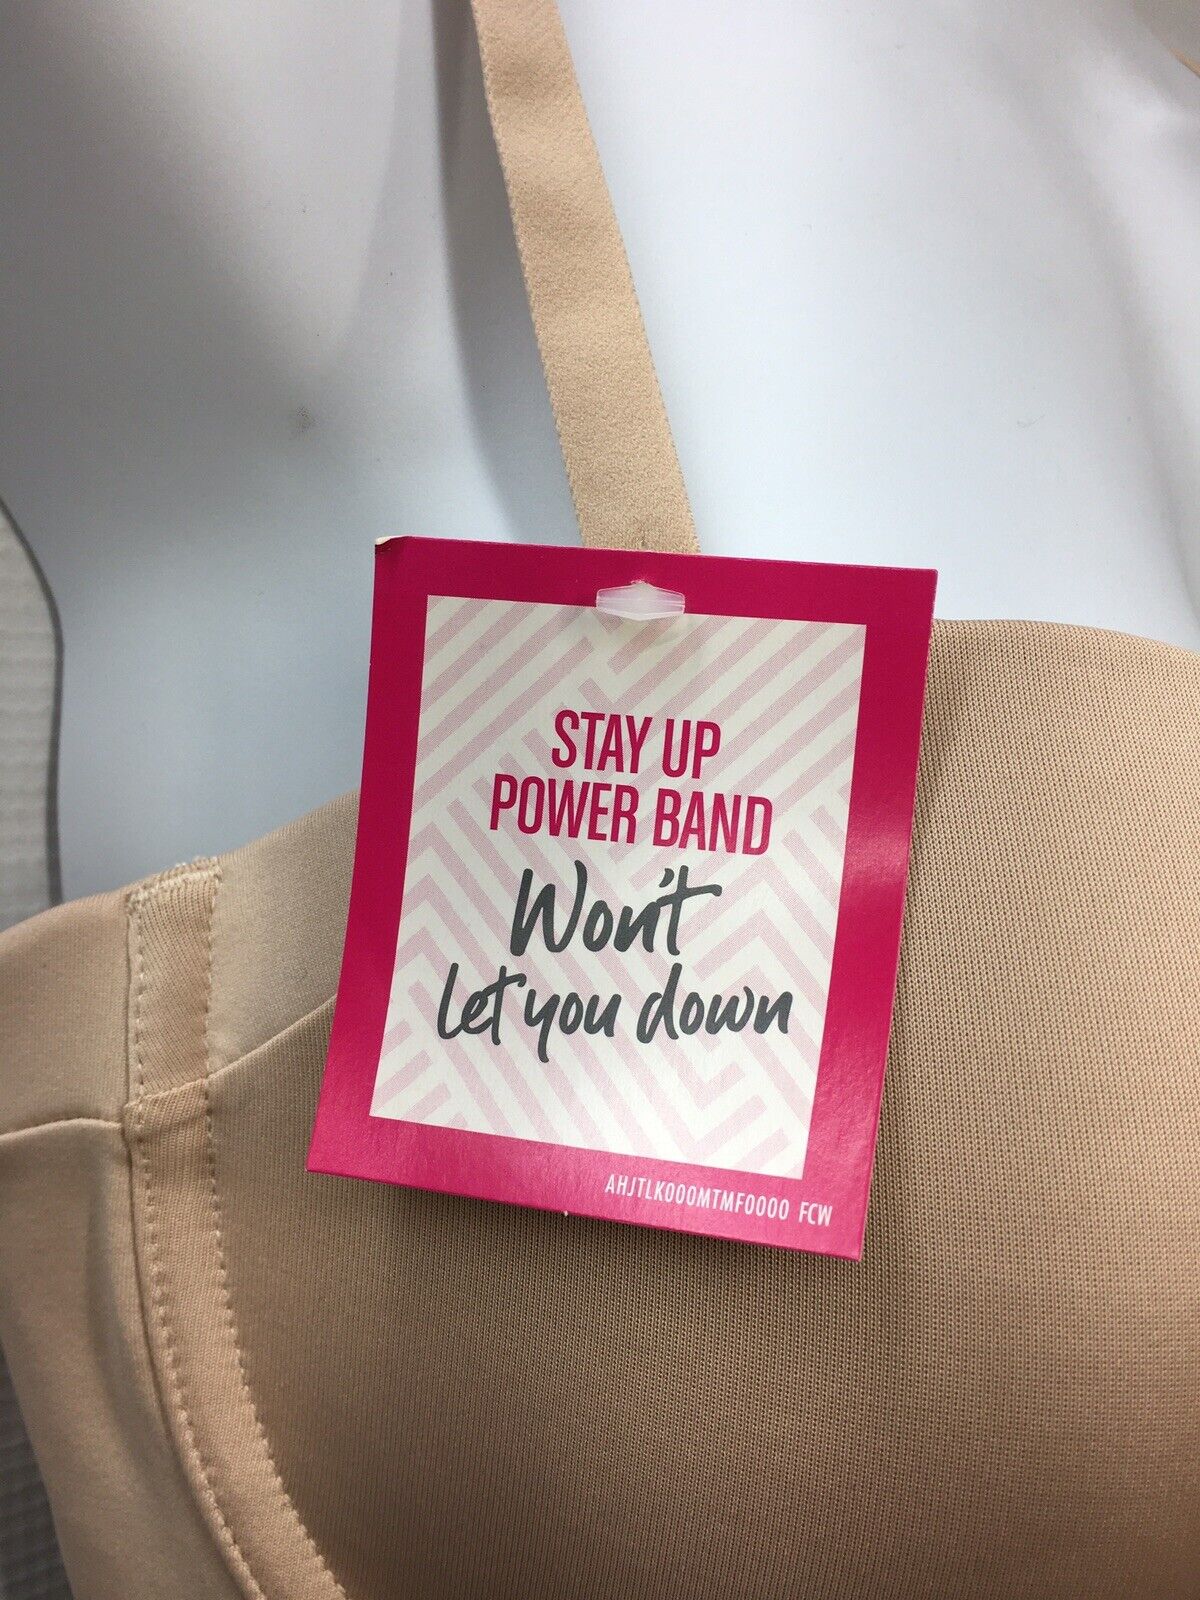 STAY UP
POWER BAND
Won't
let you down
AHJTLK000MTMF0000 FCW